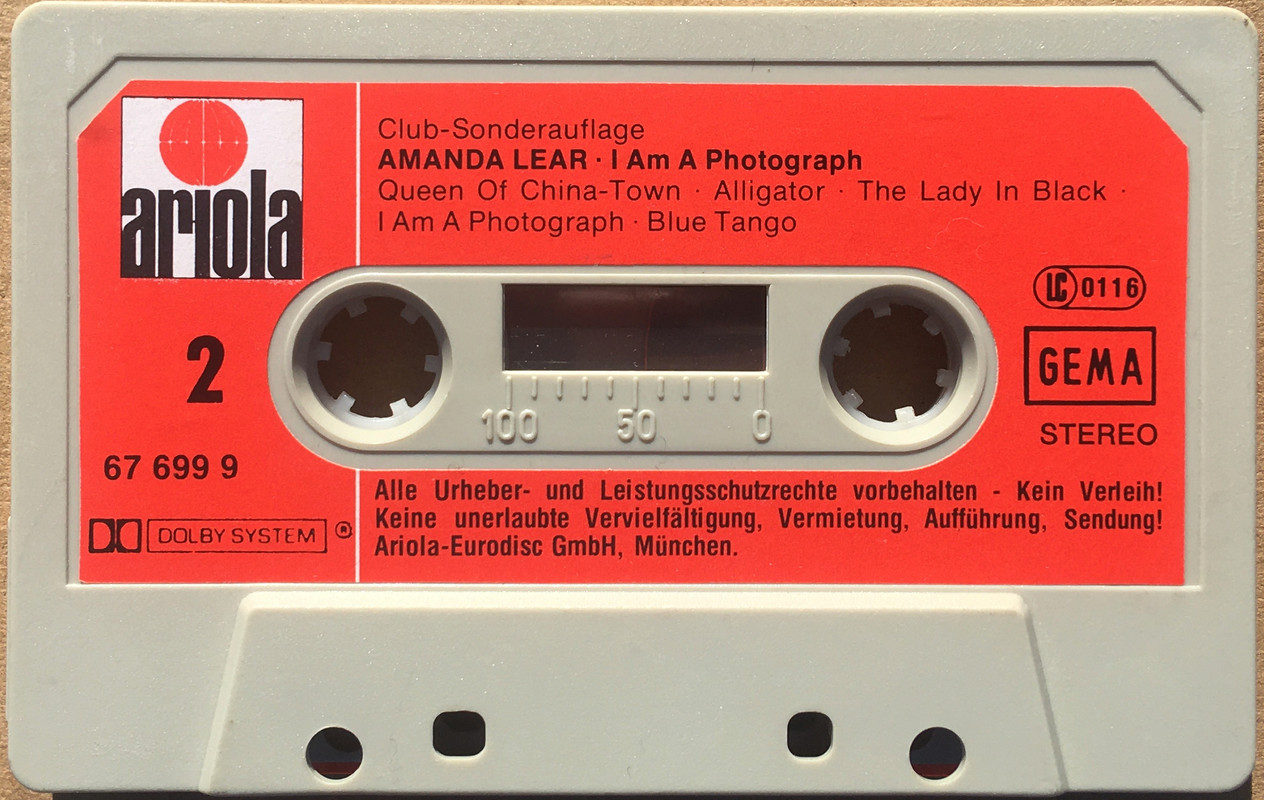 ariola
Club-Sonderauflage
AMANDA LEAR · I Am A Photograph
Queen Of China-Town · Alligator · The Lady In Black ·
I Am A Photograph · Blue Tango
LC 0116
2
GEMA
100 50 0
STEREO
67 699 9
DOLBY SYSTEM ®
Alle Urheber- und Leistungsschutzrechte vorbehalten - Kein Verleih!
Keine unerlaubte Vervielfältigung, Vermietung, Aufführung, Sendung!
Ariola-Eurodisc GmbH, München.